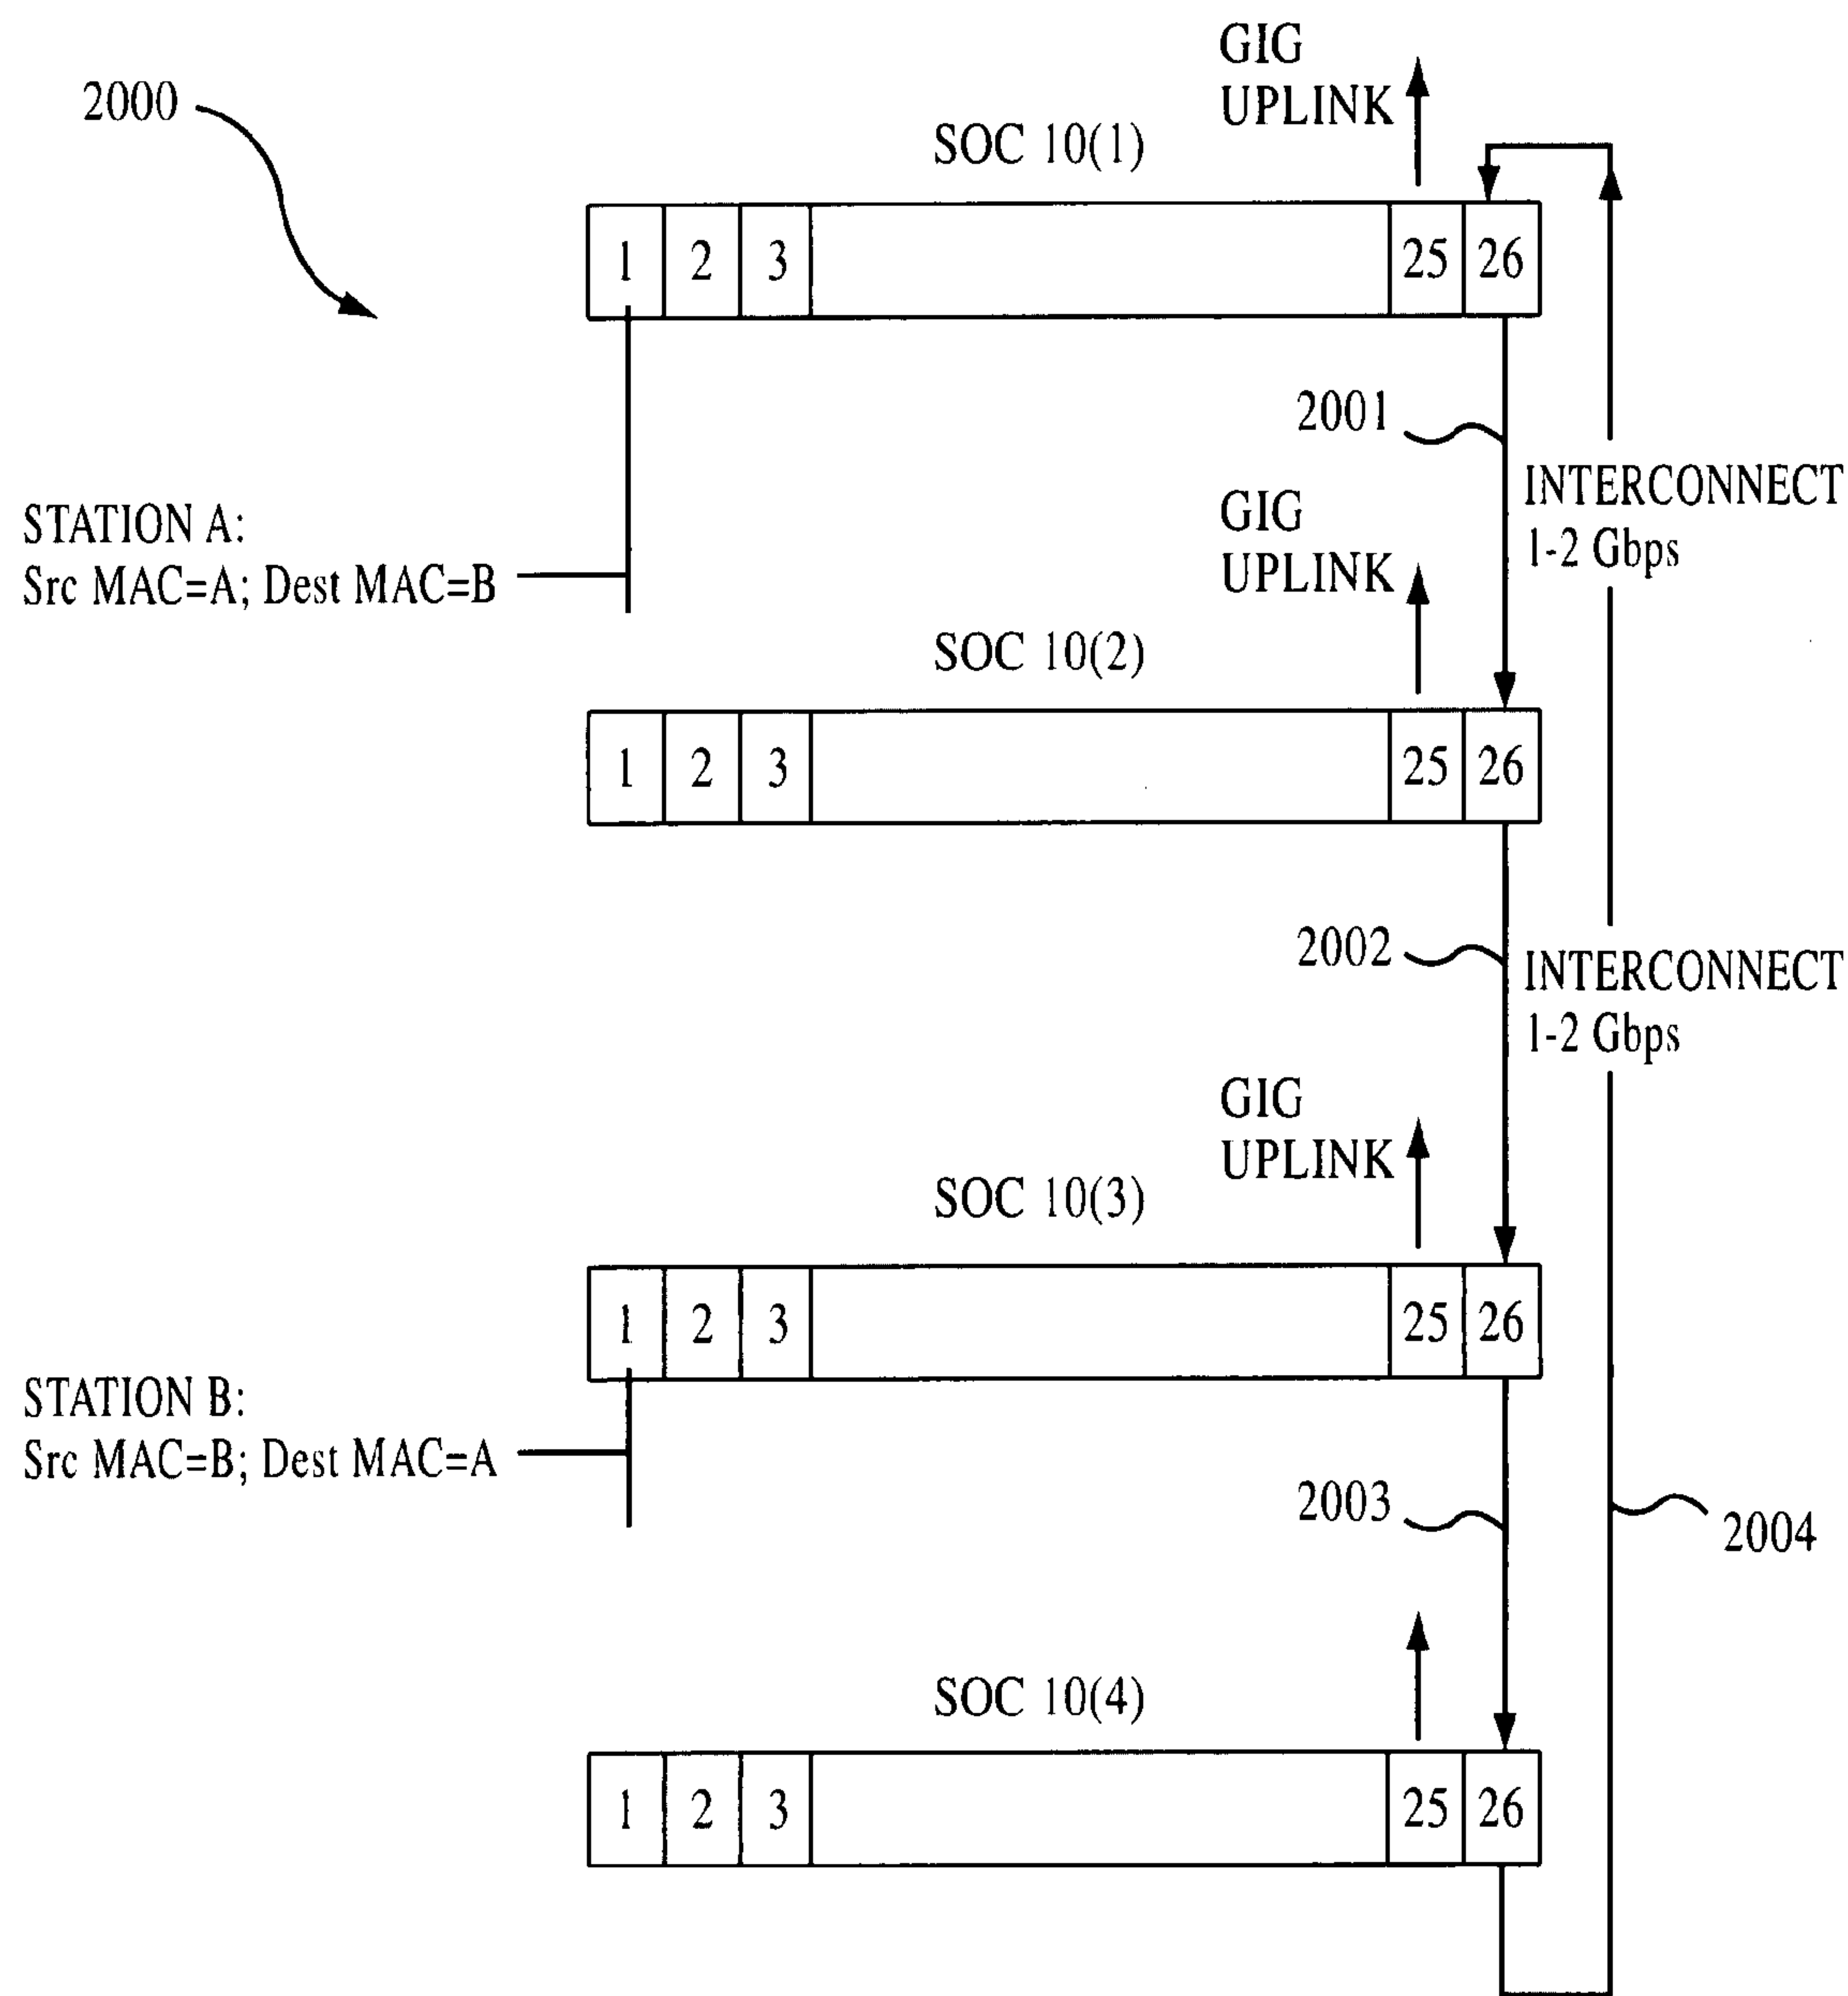 GIG
UPLINK
2000
SOC 10(1)
1 2 3 25 26
2001
INTERCONNECT
1-2 Gbps
GIG
UPLINK
STATION A:
Src MAC=A; Dest MAC=B
SOC 10(2)
1 2 3 25 26
2002
INTERCONNECT
1-2 Gbps
GIG
UPLINK
SOC 10(3)
1 2 3 25 26
STATION B:
Src MAC=B; Dest MAC=A
2003
2004
SOC 10(4)
1 2 3 25 26